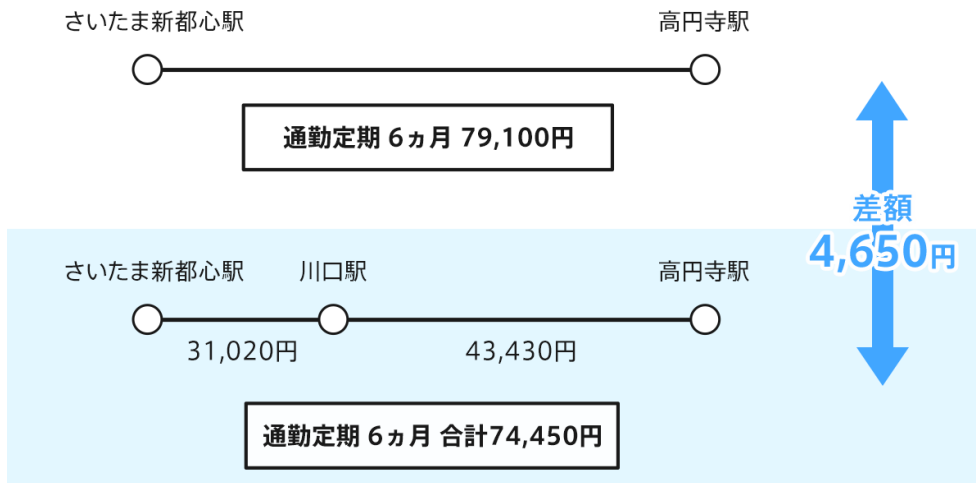 さいたま新都心駅
高円寺駅
通勤定期 6ヵ月 79,100円
差額
4,650円
さいたま新都心駅
川口駅
高円寺駅
31,020円
43,430円
通勤定期 6ヵ月 合計74,450円